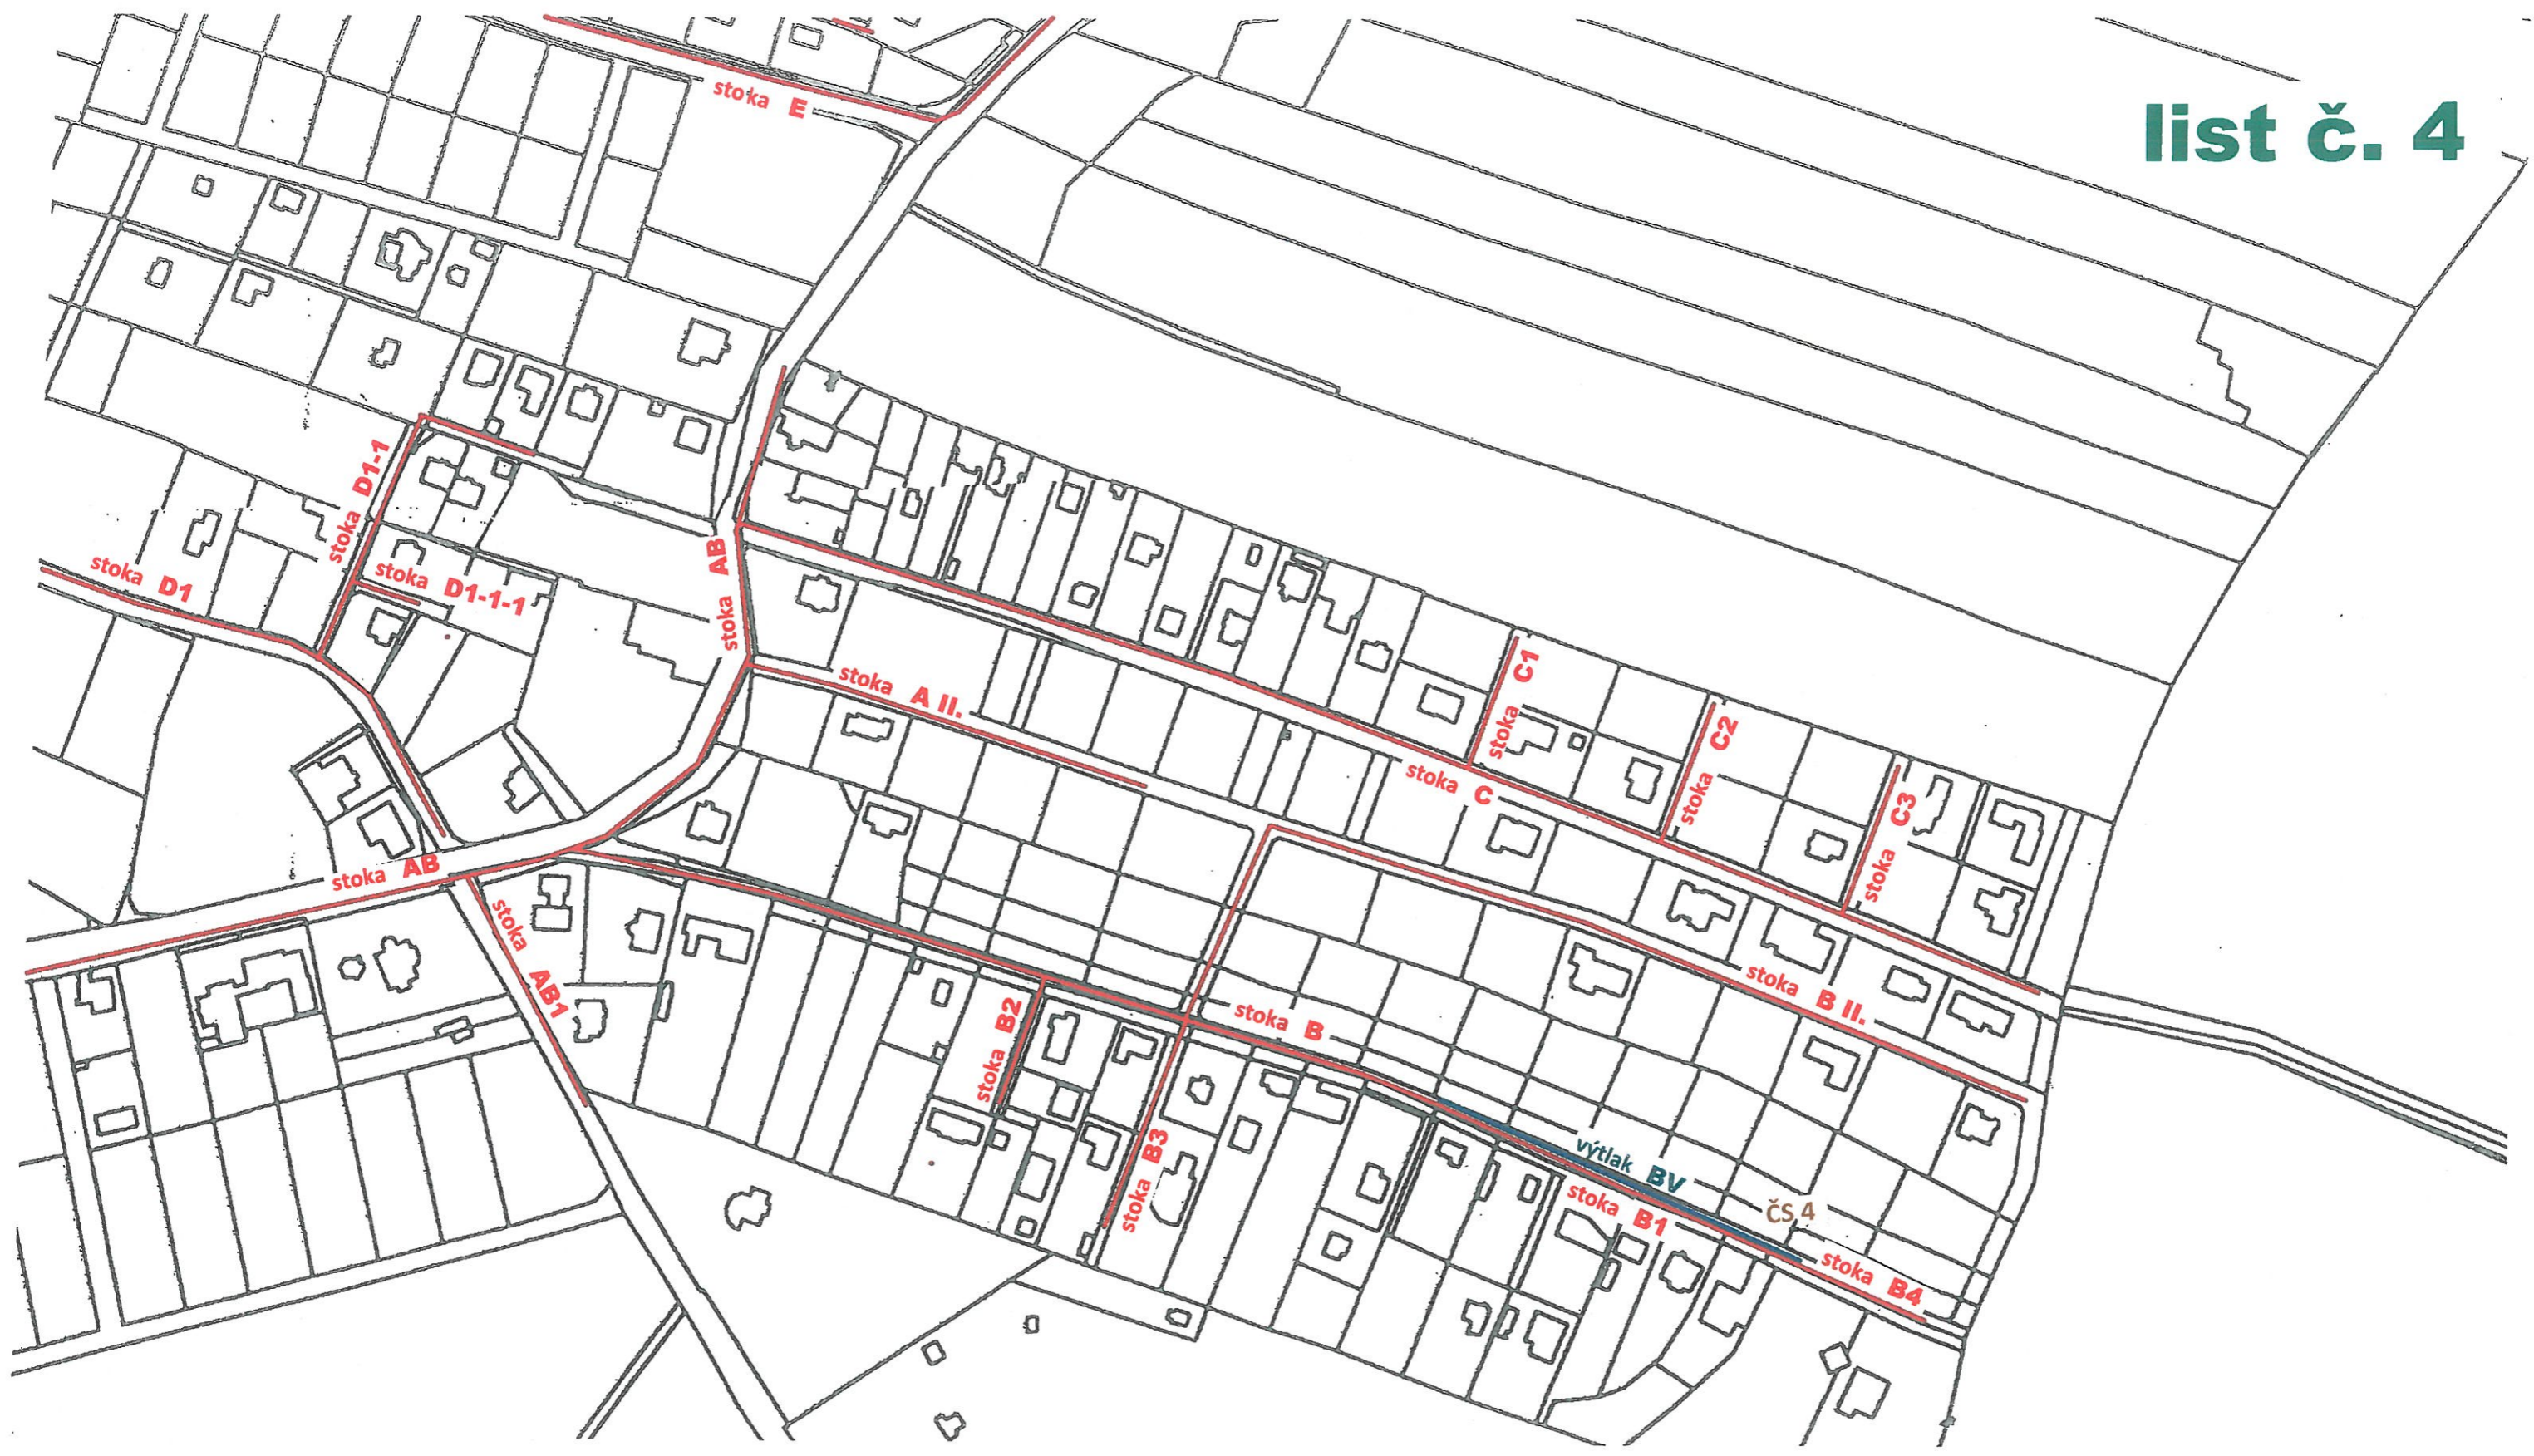 stoka E
list č. 4
stoka D1-1
stoka AB
stoka D1
stoka D1-1-1
stoka A II.
stoka C1
stoka C2
stoka C
stoka C3
stoka AB
stoka AB1
stoka B2
stoka B
stoka B II.
stoka B3
výtlak BV
stoka B1
ČS 4
stoka B4